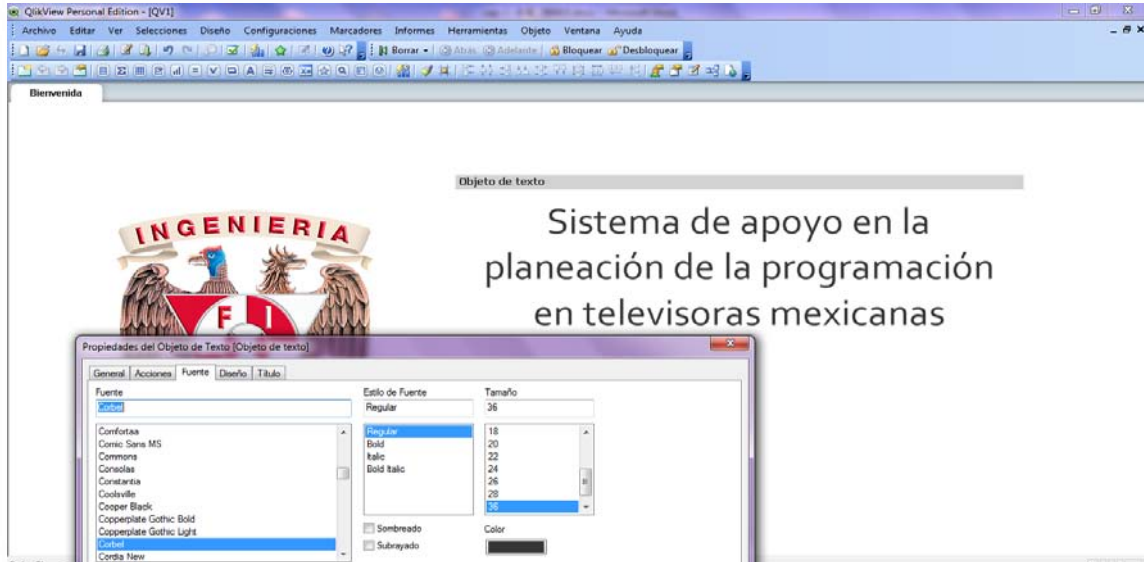 QlikView Personal Edition - [QV1]
Archivo Editar Ver Selecciones Diseño Configuraciones Marcadores Informes Herramientas Objeto Ventana Ayuda
Borrar Atrás Adelante Bloquear Desbloquear
Bienvenida
Objeto de texto
INGENIERIA
F I
Sistema de apoyo en la
planeación de la programación
en televisoras mexicanas
Propiedades del Objeto de Texto [Objeto de texto]
General Acciones Fuente Diseño Título
Fuente Estilo de Fuente Tamaño
Corbel Regular 36
Comfortaa Regular 18
Comic Sans MS Bold 20
Commons Italic 22
Consolas Bold Italic 24
Constantia 26
Coolsville 28
Cooper Black 36
Copperplate Gothic Bold
Copperplate Gothic Light Sombreado Color
Corbel Subrayado
Cordia New